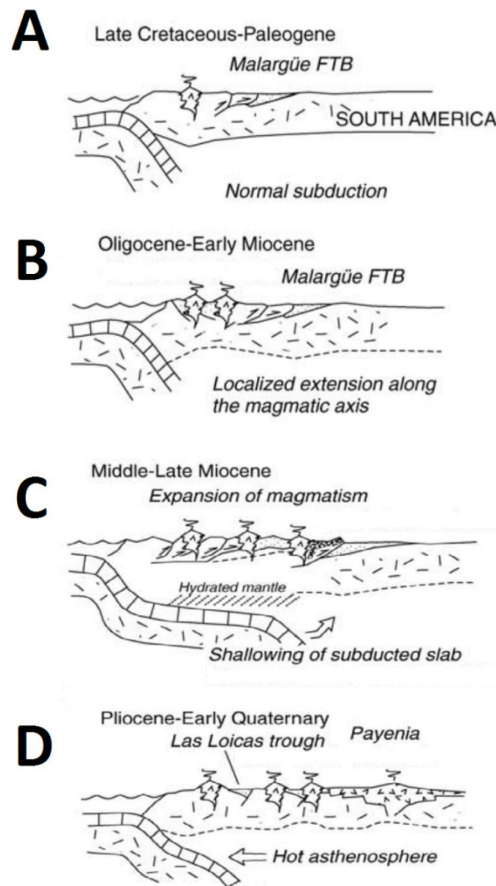 A
Late Cretaceous-Paleogene
Malargüe FTB
SOUTH AMERICA
Normal subduction
B
Oligocene-Early Miocene
Malargüe FTB
Localized extension along
the magmatic axis
C
Middle-Late Miocene
Expansion of magmatism
Hydrated mantle
Shallowing of subducted slab
D
Pliocene-Early Quaternary
Las Loicas trough
Payenia
Hot asthenosphere